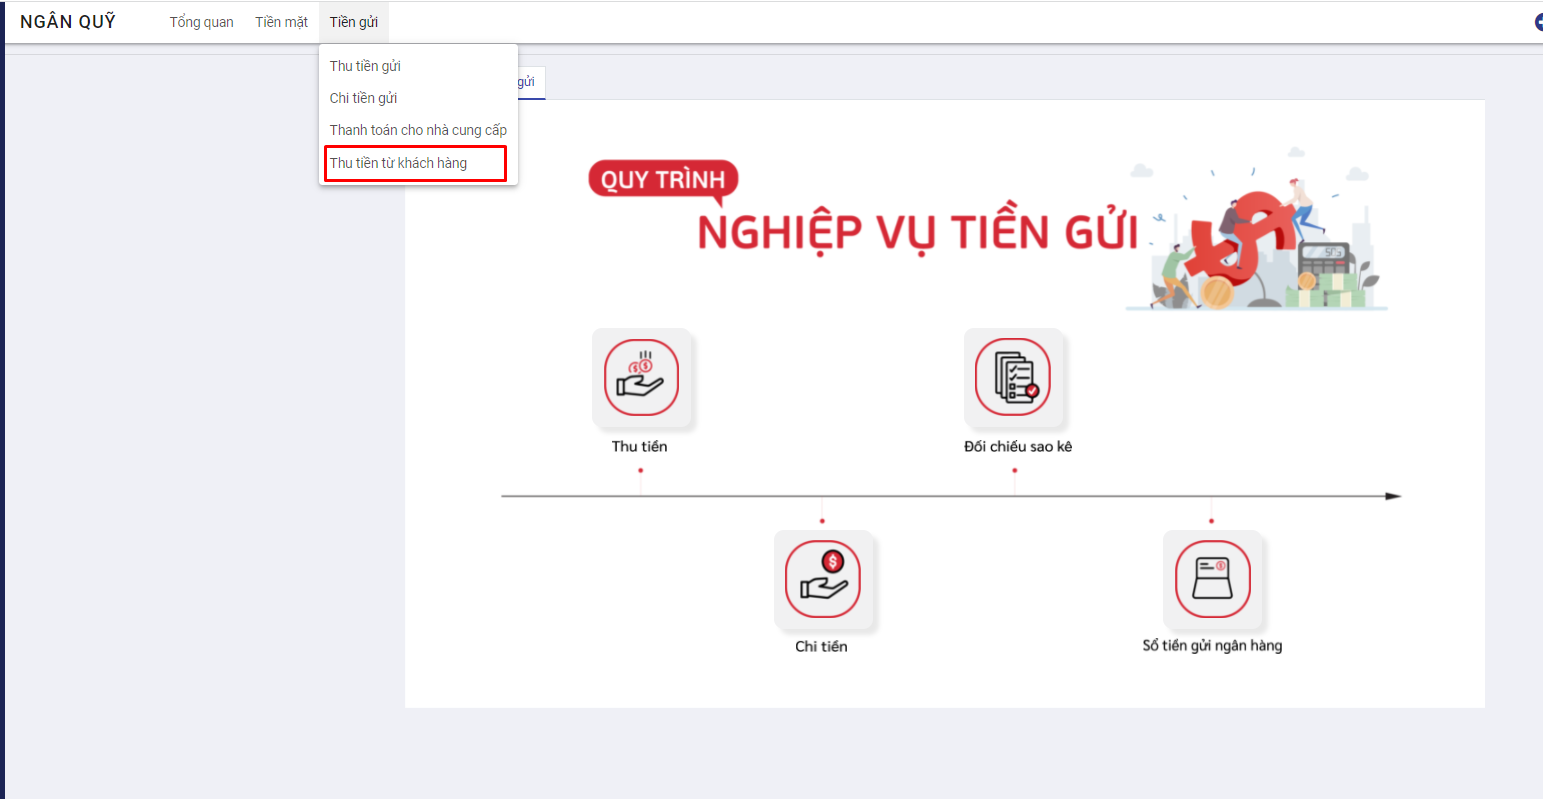 NGÂN QUỸ
Tổng quan
Tiền mặt
Tiền gửi
Thu tiền gửi
Chi tiền gửi
Thanh toán cho nhà cung cấp
Thu tiền từ khách hàng
gửi
QUY TRÌNH
NGHIỆP VỤ TIỀN GỬI
Thu tiền
Đối chiếu sao kê
Chi tiền
Sổ tiền gửi ngân hàng